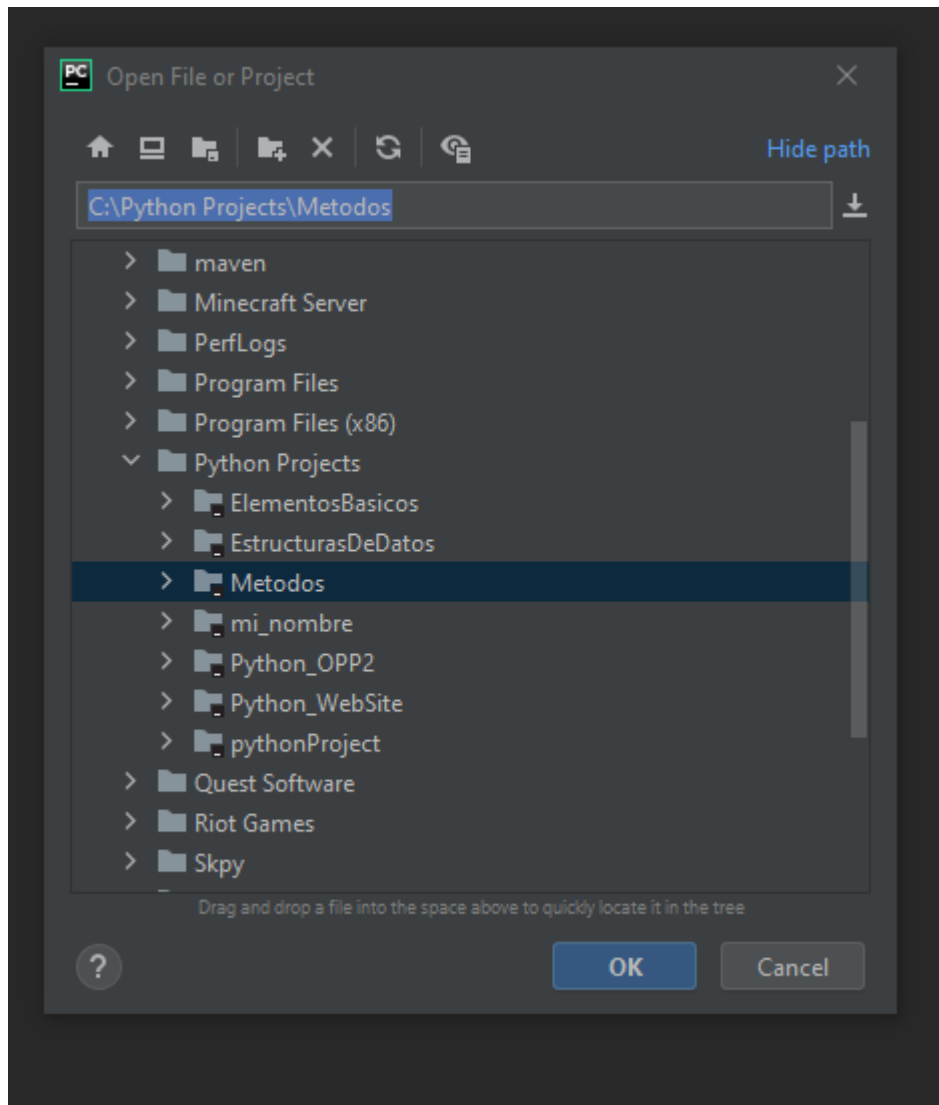 PC Open File or Project
Hide path
C:\Python Projects\Metodos
maven
Minecraft Server
PerfLogs
Program Files
Program Files (x86)
Python Projects
ElementosBasicos
EstructurasDeDatos
Metodos
mi_nombre
Python_OPP2
Python_WebSite
pythonProject
Quest Software
Riot Games
Skpy
Drag and drop a file into the space above to quickly locate it in the tree
? OK Cancel